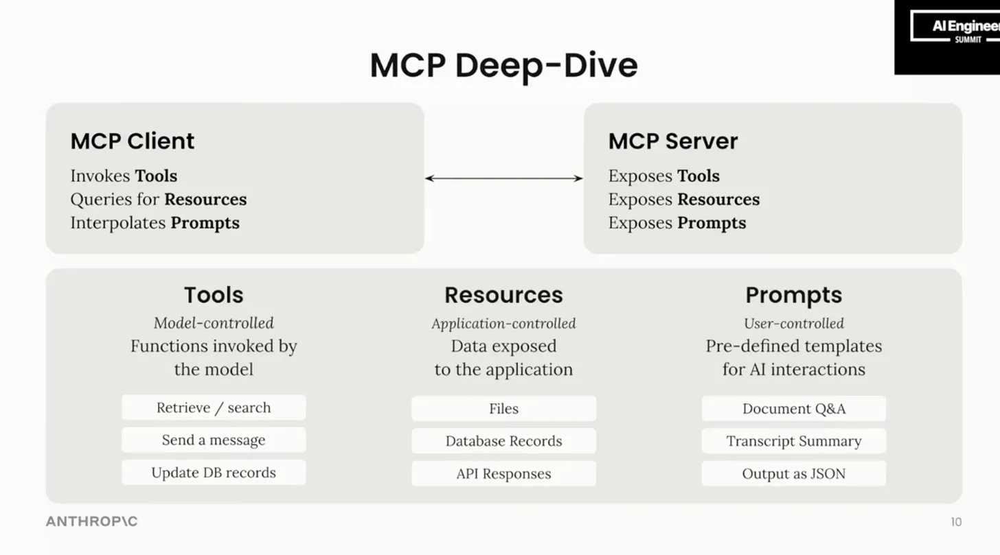 AI Engineer
SUMMIT
MCP Deep-Dive
MCP Client
Invokes Tools
Queries for Resources
Interpolates Prompts
MCP Server
Exposes Tools
Exposes Resources
Exposes Prompts
Tools
Model-controlled
Functions invoked by
the model
Retrieve / search
Send a message
Update DB records
Resources
Application-controlled
Data exposed
to the application
Files
Database Records
API Responses
Prompts
User-controlled
Pre-defined templates
for AI interactions
Document Q&A
Transcript Summary
Output as JSON
ANTHROP\C
10